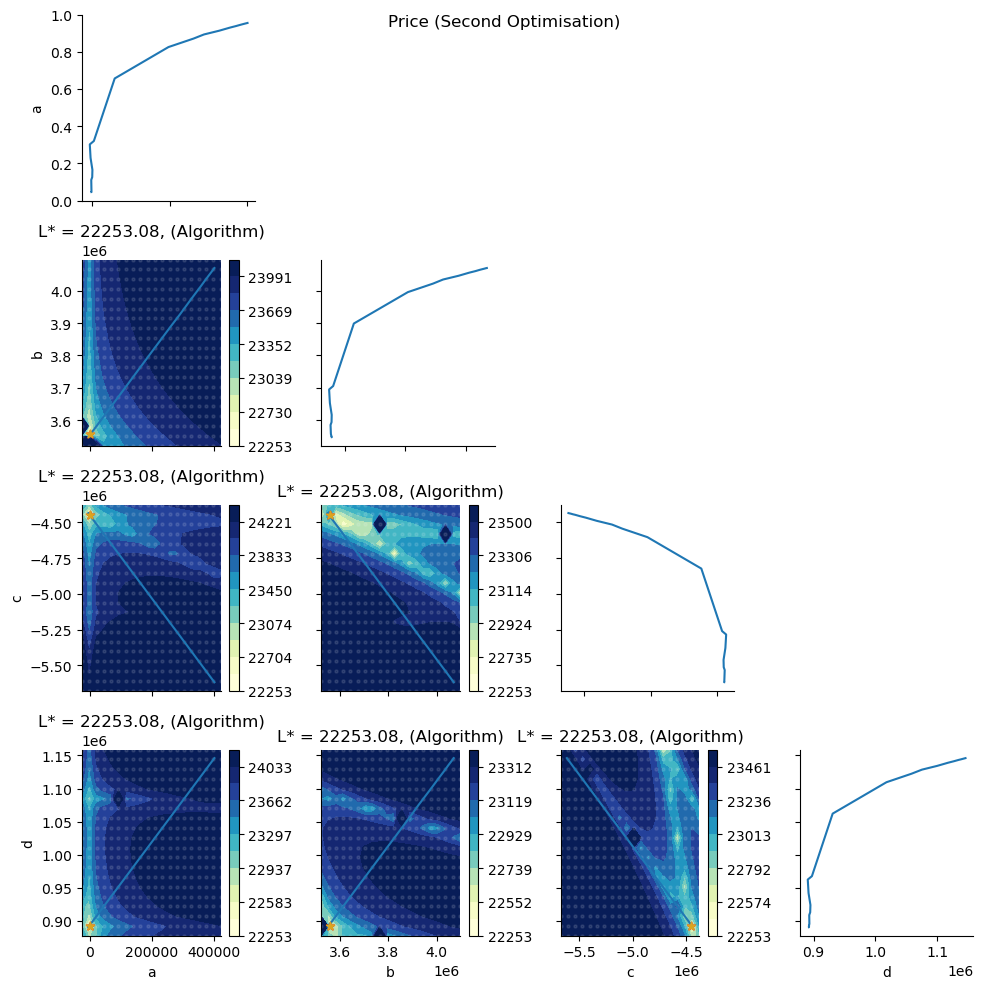 Price (Second Optimisation)
1.0
0.8
0.6
0.4
0.2
0.0
a
L* = 22253.08, (Algorithm)
1e6
4.0
3.9
3.8
3.7
3.6
b
23991
23669
23352
23039
22730
22253
L* = 22253.08, (Algorithm)
L* = 22253.08, (Algorithm)
1e6
−4.50
−4.75
−5.00
−5.25
−5.50
c
24221
23833
23450
23074
22704
22253
23500
23306
23114
22924
22735
22253
L* = 22253.08, (Algorithm)
L* = 22253.08, (Algorithm)
L* = 22253.08, (Algorithm)
1e6
1.15
1.10
1.05
1.00
0.95
0.90
d
24033
23662
23297
22937
22583
22253
23312
23119
22929
22739
22552
22253
23461
23236
23013
22792
22574
22253
0 200000 400000
a
3.6 4.0
1e6
b
−5.5 −5.0 −4.5
1e6
c
0.9 1.0 1.1
1e6
d